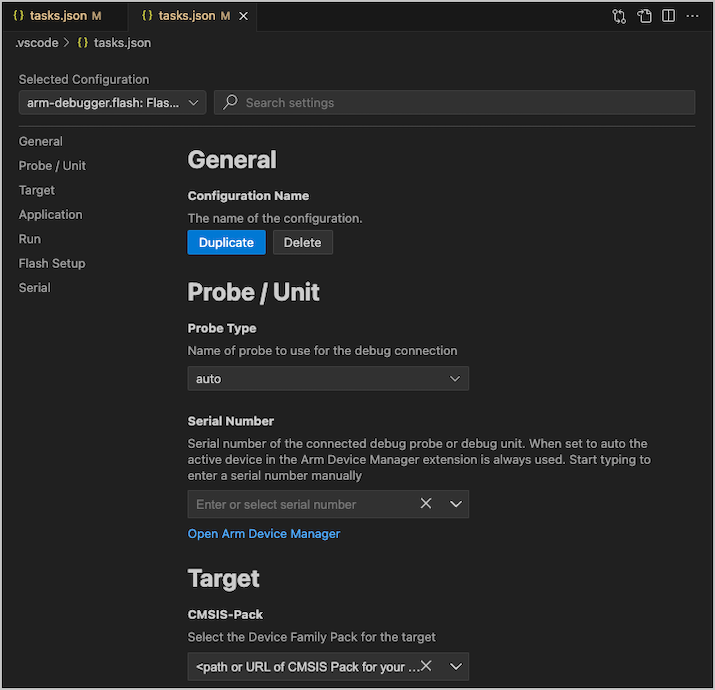 {} tasks.json M
{} tasks.json M
.vscode > {} tasks.json
Selected Configuration
arm-debugger.flash: Flas...
Search settings
General
Probe / Unit
Target
Application
Run
Flash Setup
Serial
General
Configuration Name
The name of the configuration.
Duplicate
Delete
Probe / Unit
Probe Type
Name of probe to use for the debug connection
auto
Serial Number
Serial number of the connected debug probe or debug unit. When set to auto the
active device in the Arm Device Manager extension is always used. Start typing to
enter a serial number manually
Enter or select serial number
Open Arm Device Manager
Target
CMSIS-Pack
Select the Device Family Pack for the target
<path or URL of CMSIS Pack for your ...